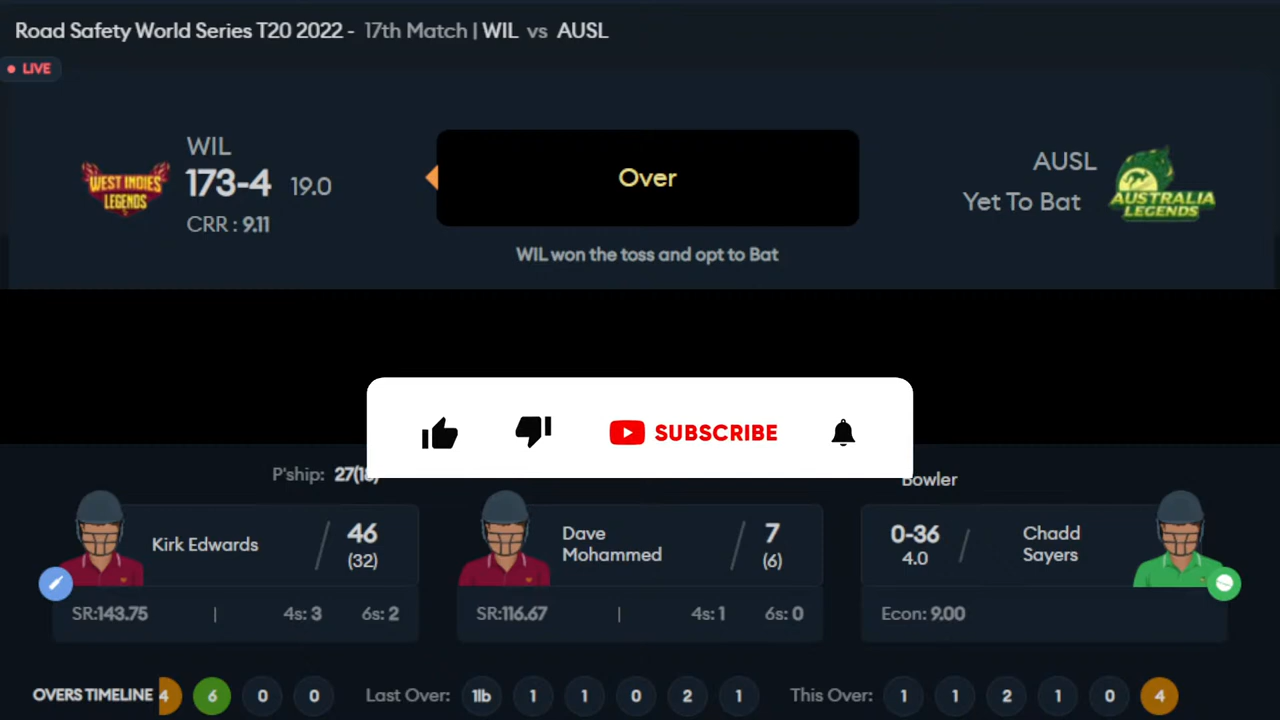 Road Safety World Series T20 2022 - 17th Match | WIL vs AUSL
LIVE
WEST INDIES
LEGENDS
WIL
173-4 19.0
CRR : 9.11
Over
AUSL
Yet To Bat
AUSTRALIA
LEGENDS
WIL won the toss and opt to Bat
SUBSCRIBE
P'ship:
Bowler
Kirk Edwards / 46
(32)
SR:143.75 | 4s: 3 6s: 2
Dave
Mohammed / 7
(6)
SR:116.67 | 4s: 1 6s: 0
0-36
4.0 / Chadd
Sayers
Econ: 9.00
OVERS TIMELINE 4 6 0 0 Last Over: 1lb 1 1 0 2 1 This Over: 1 1 2 1 0 4